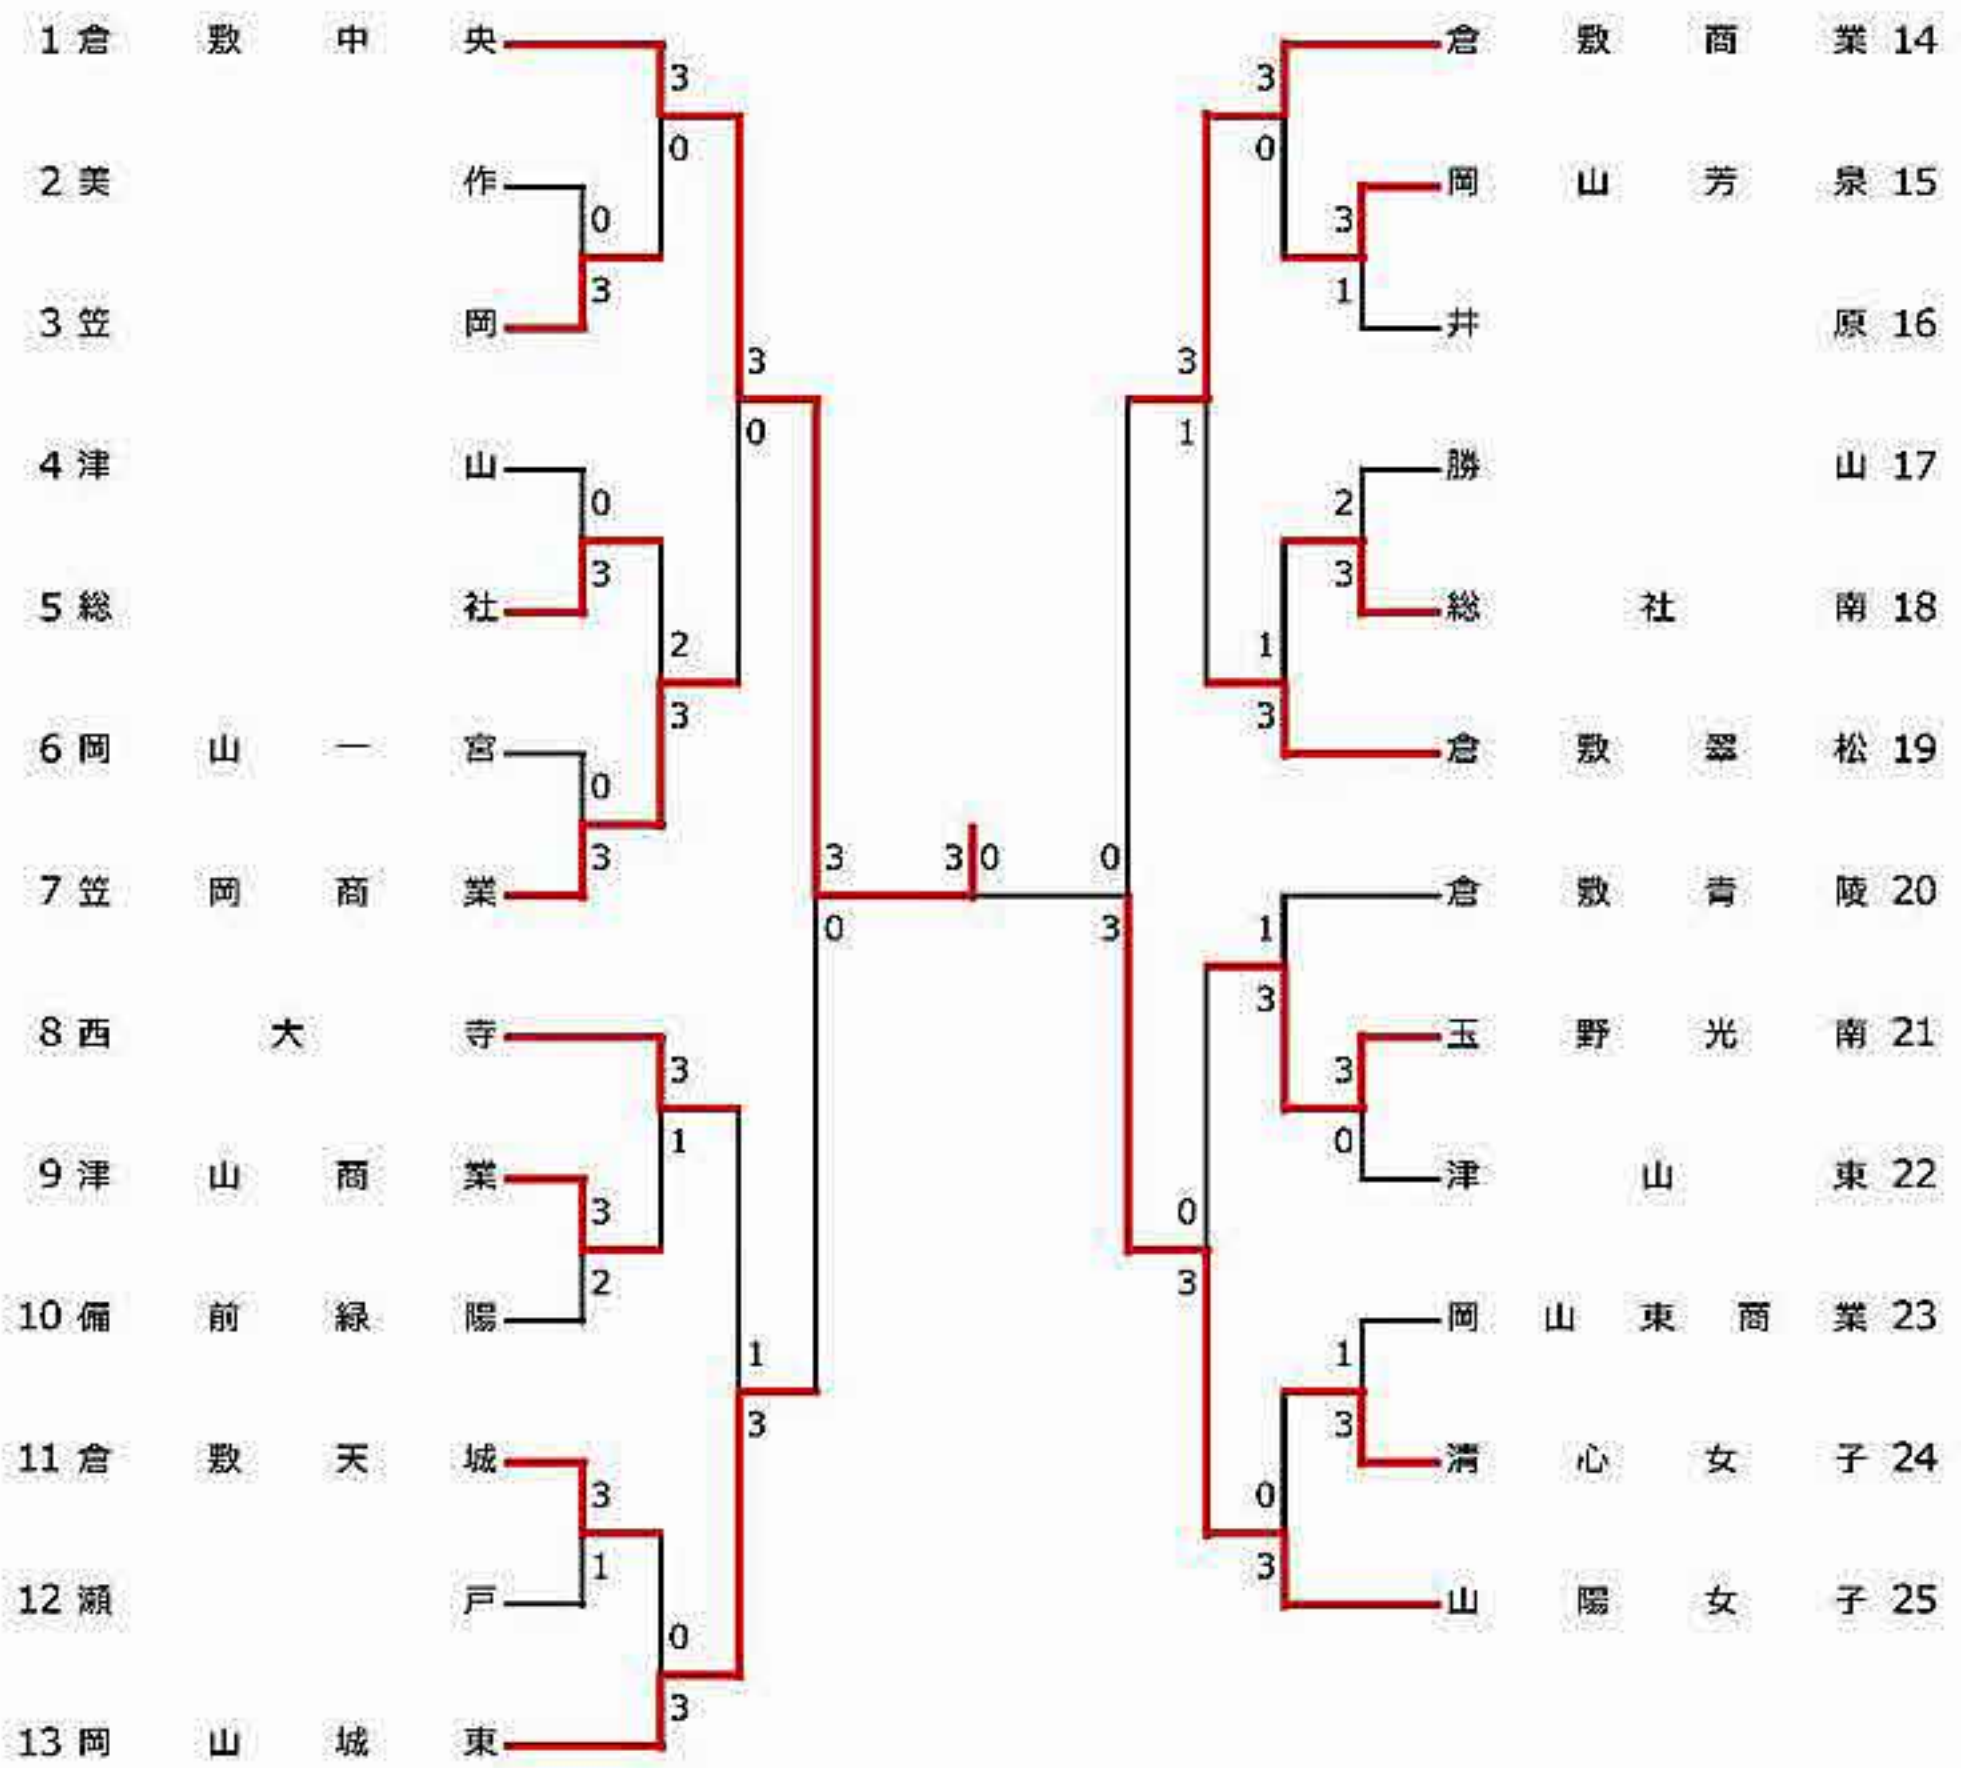 1 倉敷中央
3
0
2 美作
0
3
3 笠岡
3
0
4 津山
0
3
5 総社
2
3
6 岡山一宮
0
3
7 笠岡商業
3
0
8 西大寺
3
1
9 津山商業
3
2
10 備前緑陽
1
3
11 倉敷天城
3
1
12 瀬戸
0
3
13 岡山城東
3 0
倉敷商業 14
3
0
岡山芳泉 15
3
1
井原 16
3
1
勝山 17
2
3
総社南 18
1
3
倉敷翠松 19
0
3
倉敷青陵 20
1
3
玉野光南 21
3
0
津山東 22
0
3
岡山東商業 23
1
3
清心女子 24
0
3
山陽女子 25